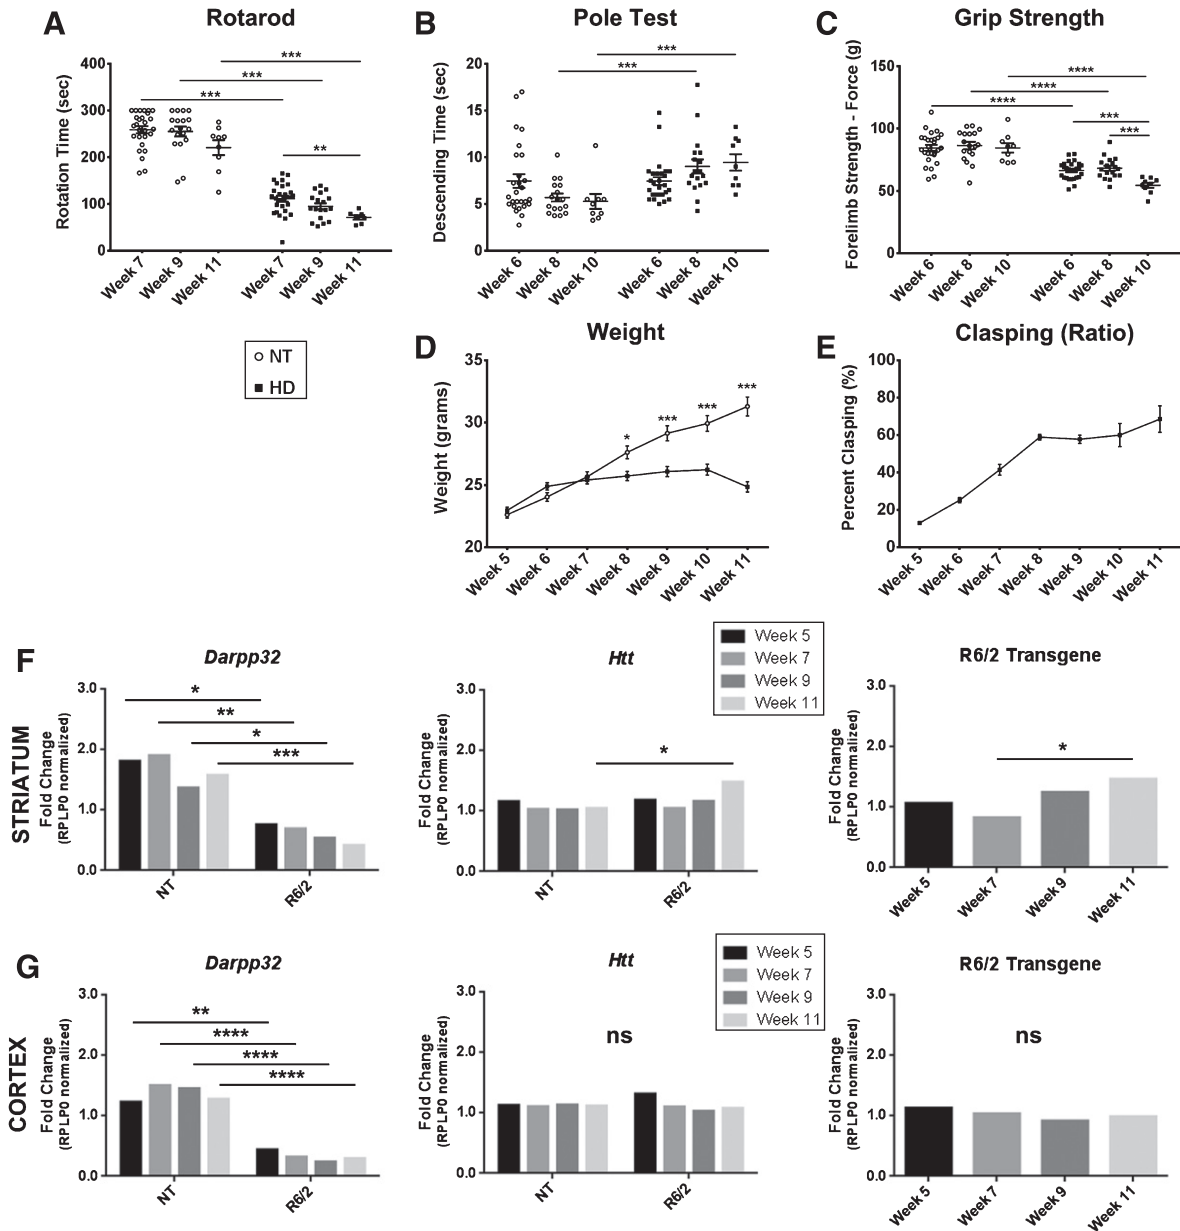 A
Rotarod
Rotation Time (sec)
400
300
200
100
0
***
***
***
**
Week 7
Week 9
Week 11
Week 7
Week 9
Week 11
B
Pole Test
Descending Time (sec)
20
15
10
5
0
***
***
Week 6
Week 8
Week 10
Week 6
Week 8
Week 10
C
Grip Strength
Forelimb Strength - Force (g)
150
100
50
0
****
****
****
***
***
Week 6
Week 8
Week 10
Week 6
Week 8
Week 10
NT
HD
D
Weight
Weight (grams)
35
30
25
20
*
***
***
***
Week 5
Week 6
Week 7
Week 8
Week 9
Week 10
Week 11
E
Clasping (Ratio)
Percent Clasping (%)
100
80
60
40
20
0
Week 5
Week 6
Week 7
Week 8
Week 9
Week 10
Week 11
F
STRIATUM
Darpp32
Fold Change
(RPLP0 normalized)
3.0
2.0
1.0
0.0
*
**
*
***
NT
R6/2
Htt
Week 5
Week 7
Week 9
Week 11
Fold Change
(RPLP0 normalized)
3.0
2.0
1.0
0.0
*
NT
R6/2
R6/2 Transgene
Fold Change
(RPLP0 normalized)
3.0
2.0
1.0
0.0
*
Week 5
Week 7
Week 9
Week 11
G
CORTEX
Darpp32
Fold Change
(RPLP0 normalized)
3.0
2.0
1.0
0.0
**
****
****
****
NT
R6/2
Htt
Week 5
Week 7
Week 9
Week 11
Fold Change
(RPLP0 normalized)
3.0
2.0
1.0
0.0
ns
NT
R6/2
R6/2 Transgene
Fold Change
(RPLP0 normalized)
3.0
2.0
1.0
0.0
ns
Week 5
Week 7
Week 9
Week 11